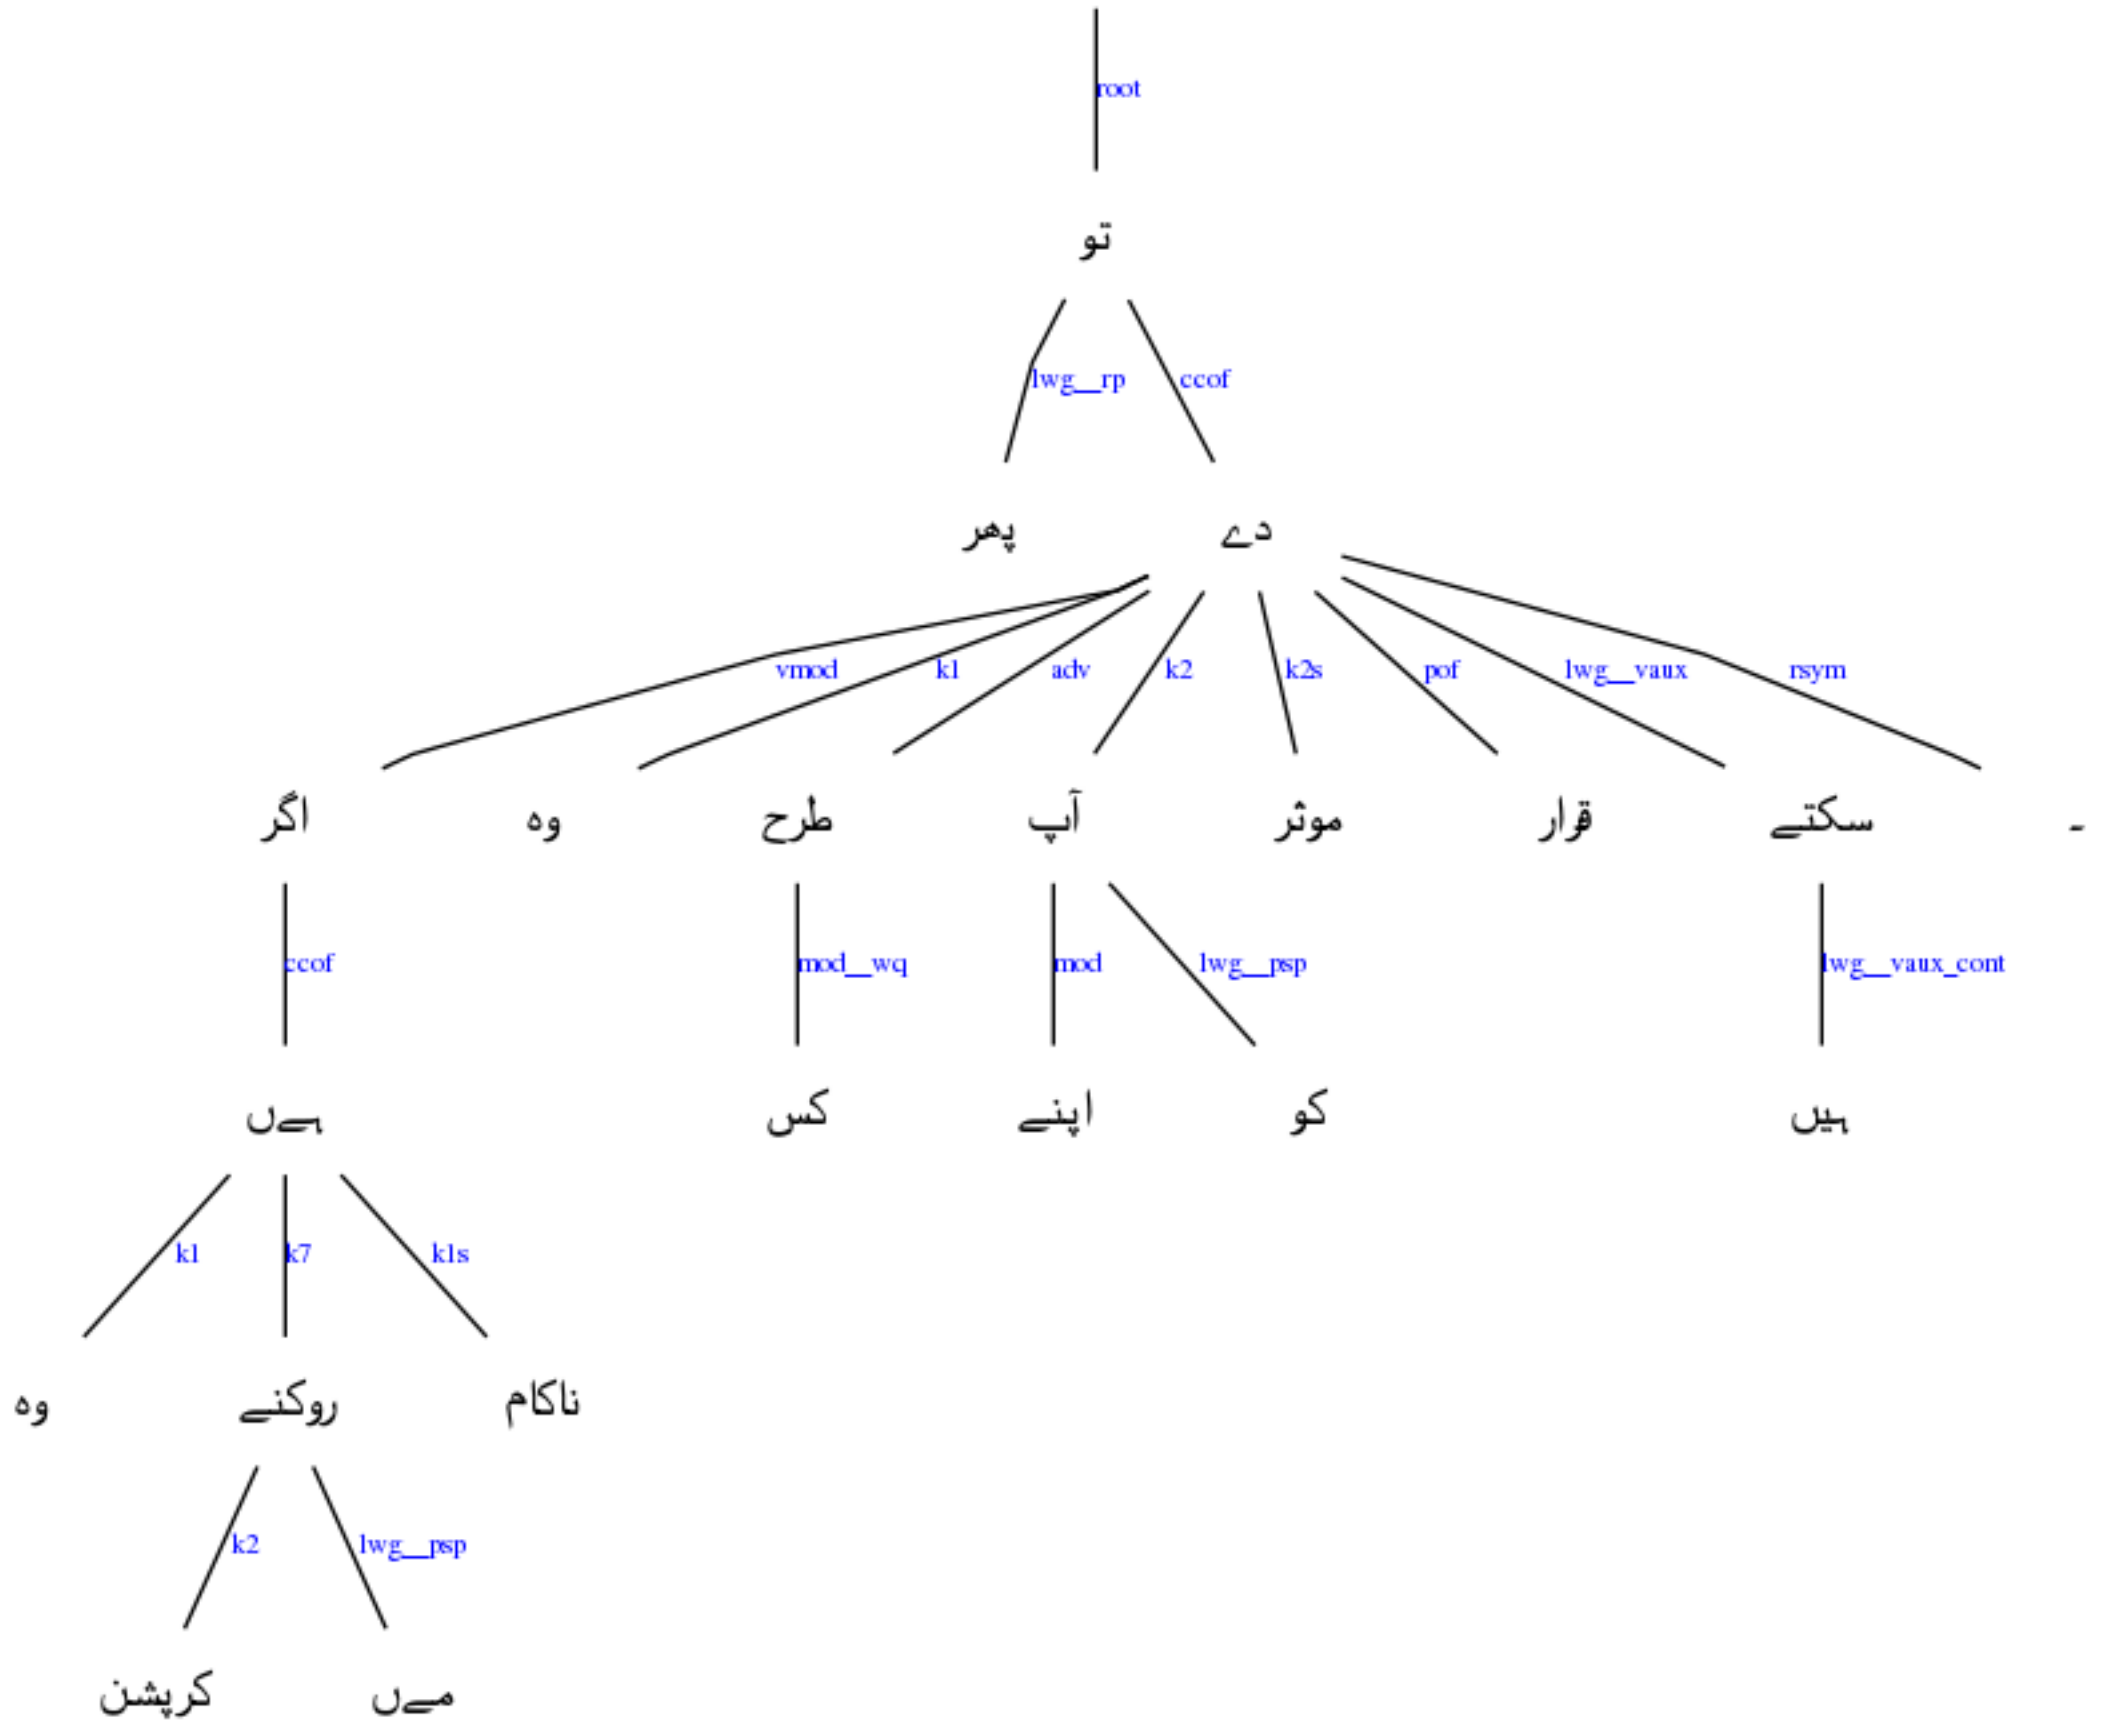 root
تو
lwg__rp ccof
پھر دے
vmod k1 adv k2 k2s pof lwg__vaux rsym
اگر وہ طرح آپ موثر قرار سکتے ۔
ccof mod__wq mod lwg__psp lwg__vaux_cont
ہےں کس اپنے کو ہیں
k1 k7 k1s
وہ روکنے ناکام
k2 lwg__psp
کرپشن مےں